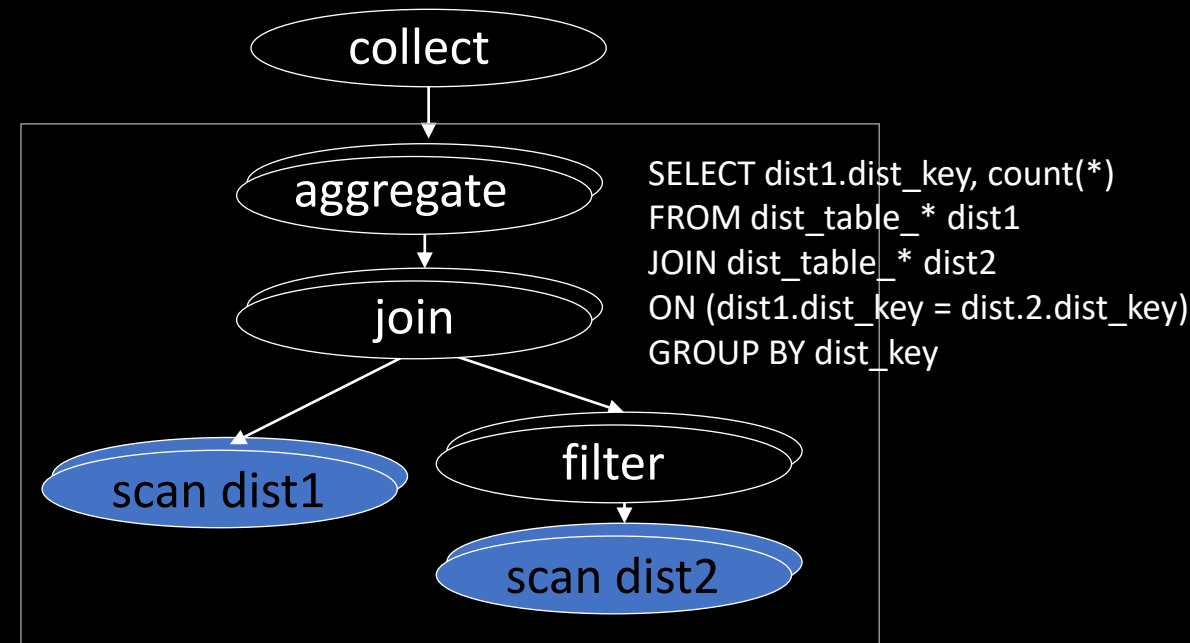 collect
aggregate
SELECT dist1.dist_key, count(*)
FROM dist_table_* dist1
JOIN dist_table_* dist2
ON (dist1.dist_key = dist.2.dist_key)
GROUP BY dist_key
join
filter
scan dist1
scan dist2